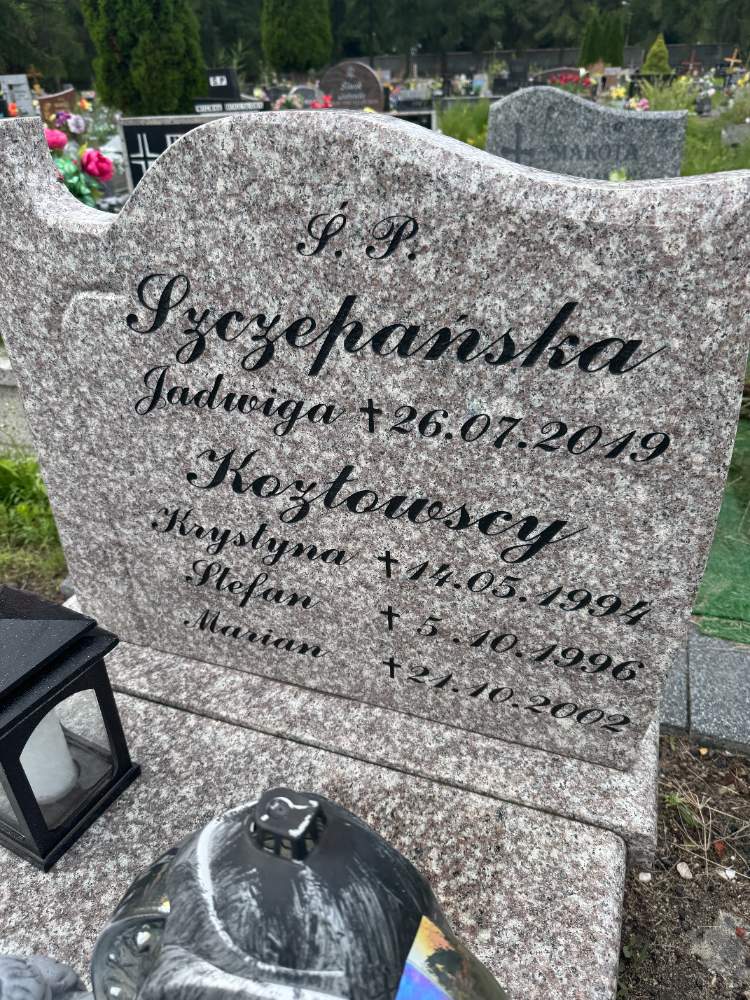 Ś. P.
Szczepańska
Jadwiga † 26.07.2019
Kozłowscy
Krystyna † 14.05.1994
Stefan † 5.10.1996
Marian † 21.10.2002